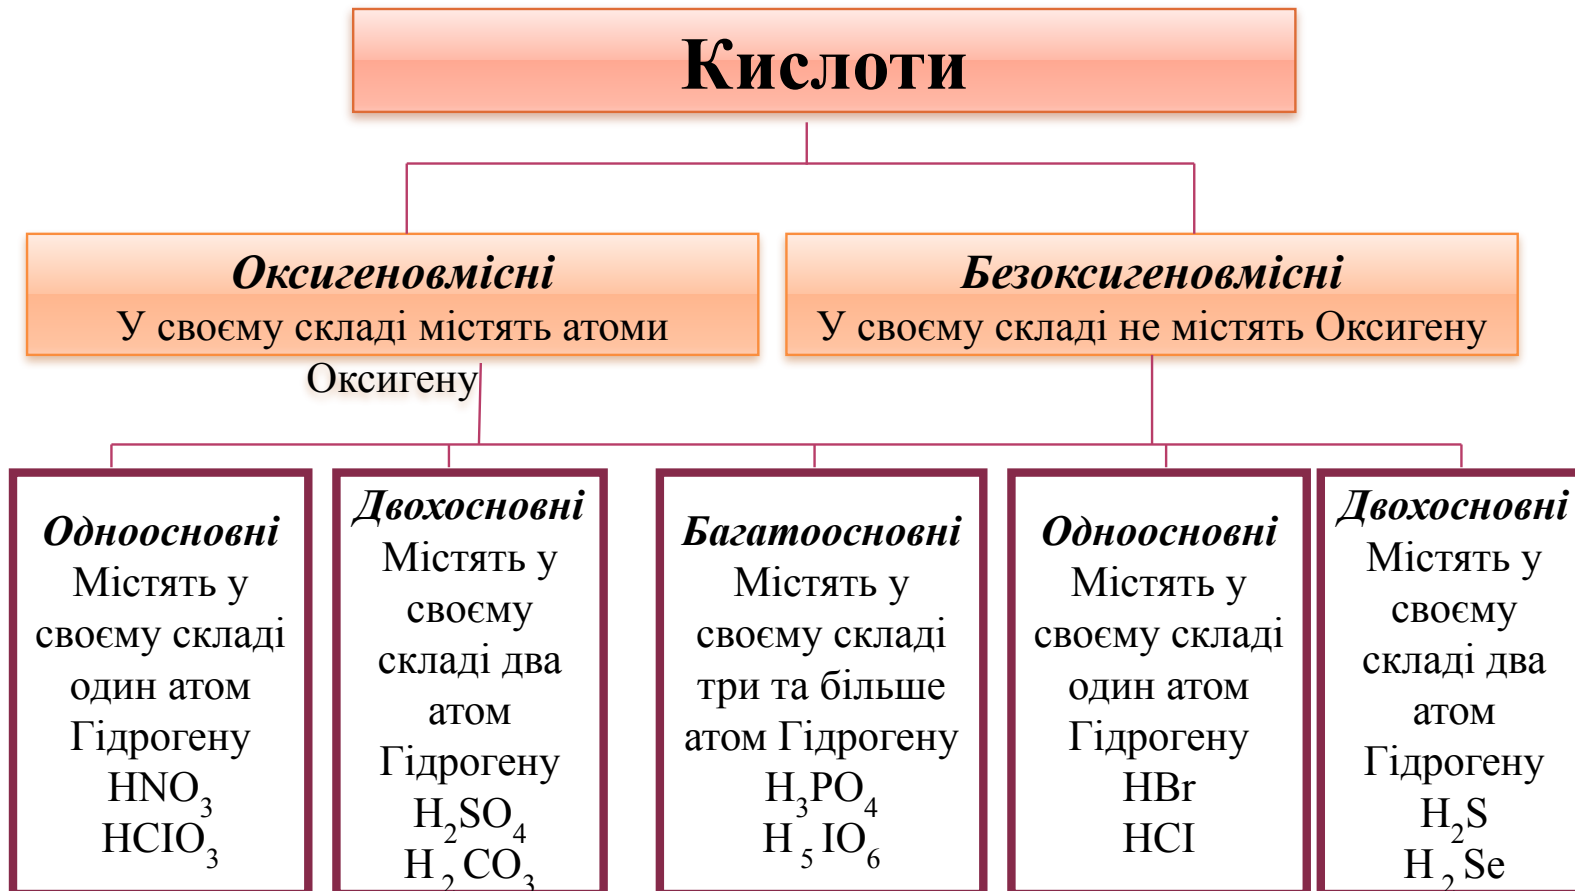 Кислоти
Оксигеновмісні
У своєму складі містять атоми
Оксигену
Безоксигеновмісні
У своєму складі не містять Оксигену
Одноосновні
Містять у
своєму складі
один атом
Гідрогену
HNO₃
HCIO₃
Двохосновні
Містять у
своєму
складі два
атом
Гідрогену
H₂SO₄
H₂CO₃
Багатоосновні
Містять у
своєму складі
три та більше
атом Гідрогену
H₃PO₄
H₅IO₆
Одноосновні
Містять у
своєму складі
один атом
Гідрогену
HBr
HCI
Двохосновні
Містять у
своєму
складі два
атом
Гідрогену
H₂S
H₂Se